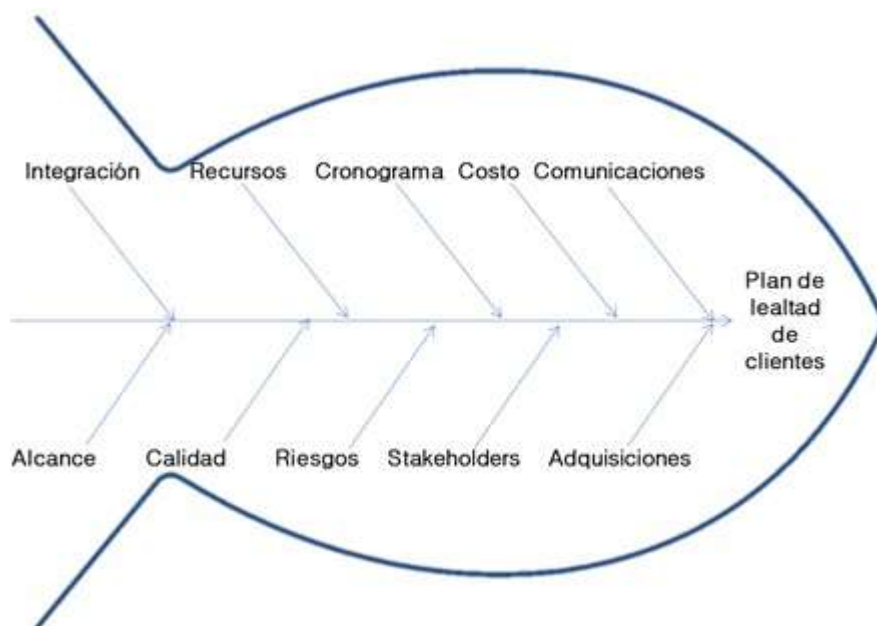 Integración Recursos Cronograma Costo Comunicaciones
Plan de
lealtad
de
clientes
Alcance Calidad Riesgos Stakeholders Adquisiciones